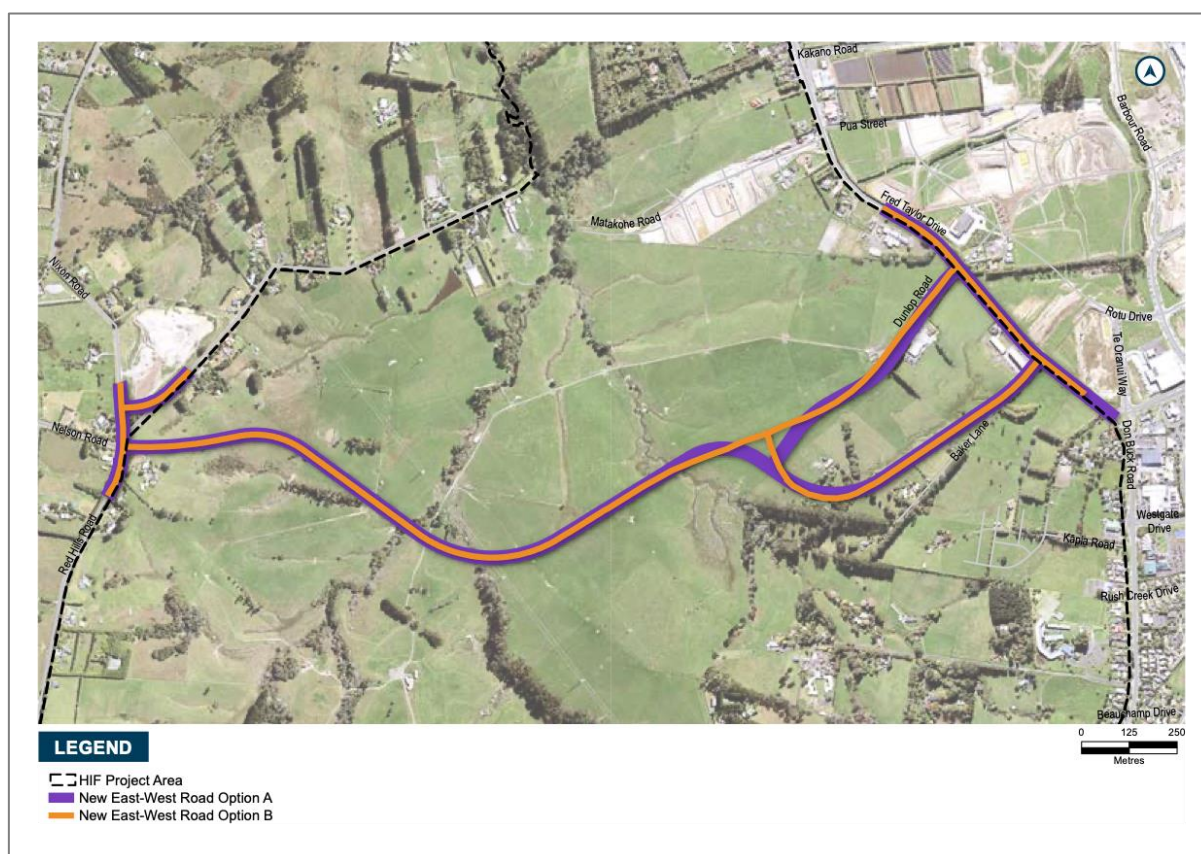 Kakano Road
Barbour Road
Pua Street
Fred Taylor Drive
Matakohe Road
Nixon Road
Dunlop Road
Rotu Drive
Te Oranui Way
Nelson Road
Baker Lane
Don Buck Road
Westgate
Drive
Red Hills Road
Kapia Road
Rush Creek Drive
Beauchamp Drive
LEGEND
0 125 250
Metres
HIF Project Area
New East-West Road Option A
New East-West Road Option B